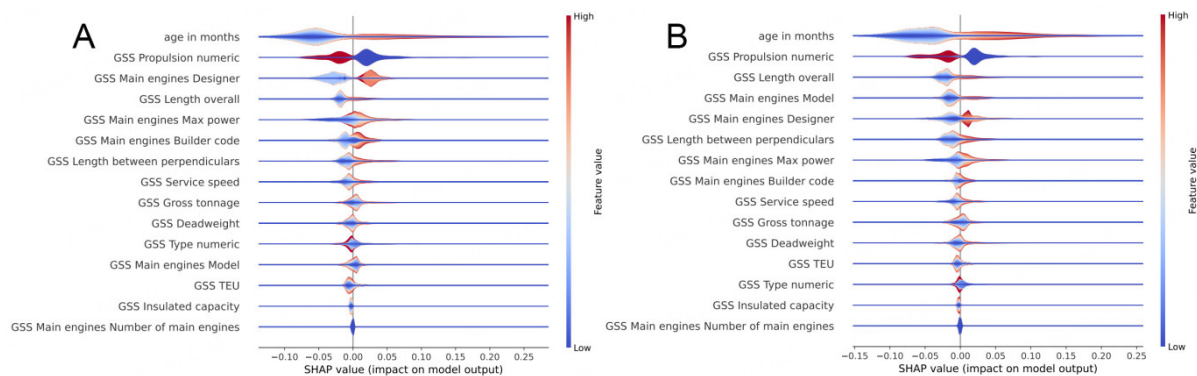 A
age in months
GSS Propulsion numeric
GSS Main engines Designer
GSS Length overall
GSS Main engines Max power
GSS Main engines Builder code
GSS Length between perpendiculars
GSS Service speed
GSS Gross tonnage
GSS Deadweight
GSS Type numeric
GSS Main engines Model
GSS TEU
GSS Insulated capacity
GSS Main engines Number of main engines
−0.10 −0.05 0.00 0.05 0.10 0.15 0.20 0.25
SHAP value (impact on model output)
High
Feature value
Low
B
age in months
GSS Propulsion numeric
GSS Length overall
GSS Main engines Model
GSS Main engines Designer
GSS Length between perpendiculars
GSS Main engines Max power
GSS Main engines Builder code
GSS Service speed
GSS Gross tonnage
GSS Deadweight
GSS TEU
GSS Type numeric
GSS Insulated capacity
GSS Main engines Number of main engines
−0.15 −0.10 −0.05 0.00 0.05 0.10 0.15 0.20 0.25
SHAP value (impact on model output)
High
Feature value
Low